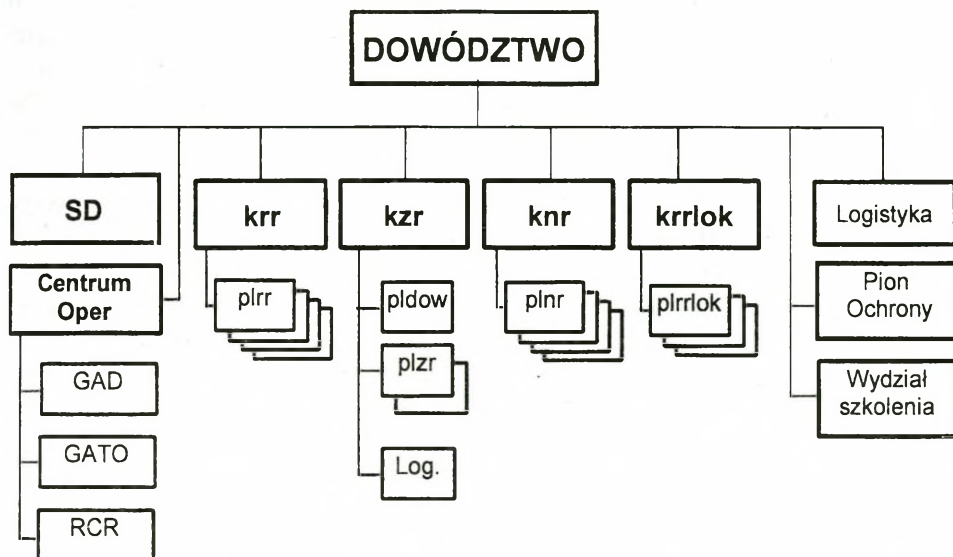 DOWÓDZTWO
SD
krr
kzr
knr
krrlok
Logistyka
Centrum
Oper
plrr
pldow
plnr
plrrlok
Pion
Ochrony
plzr
GAD
Wydział
szkolenia
GATO
Log.
RCR